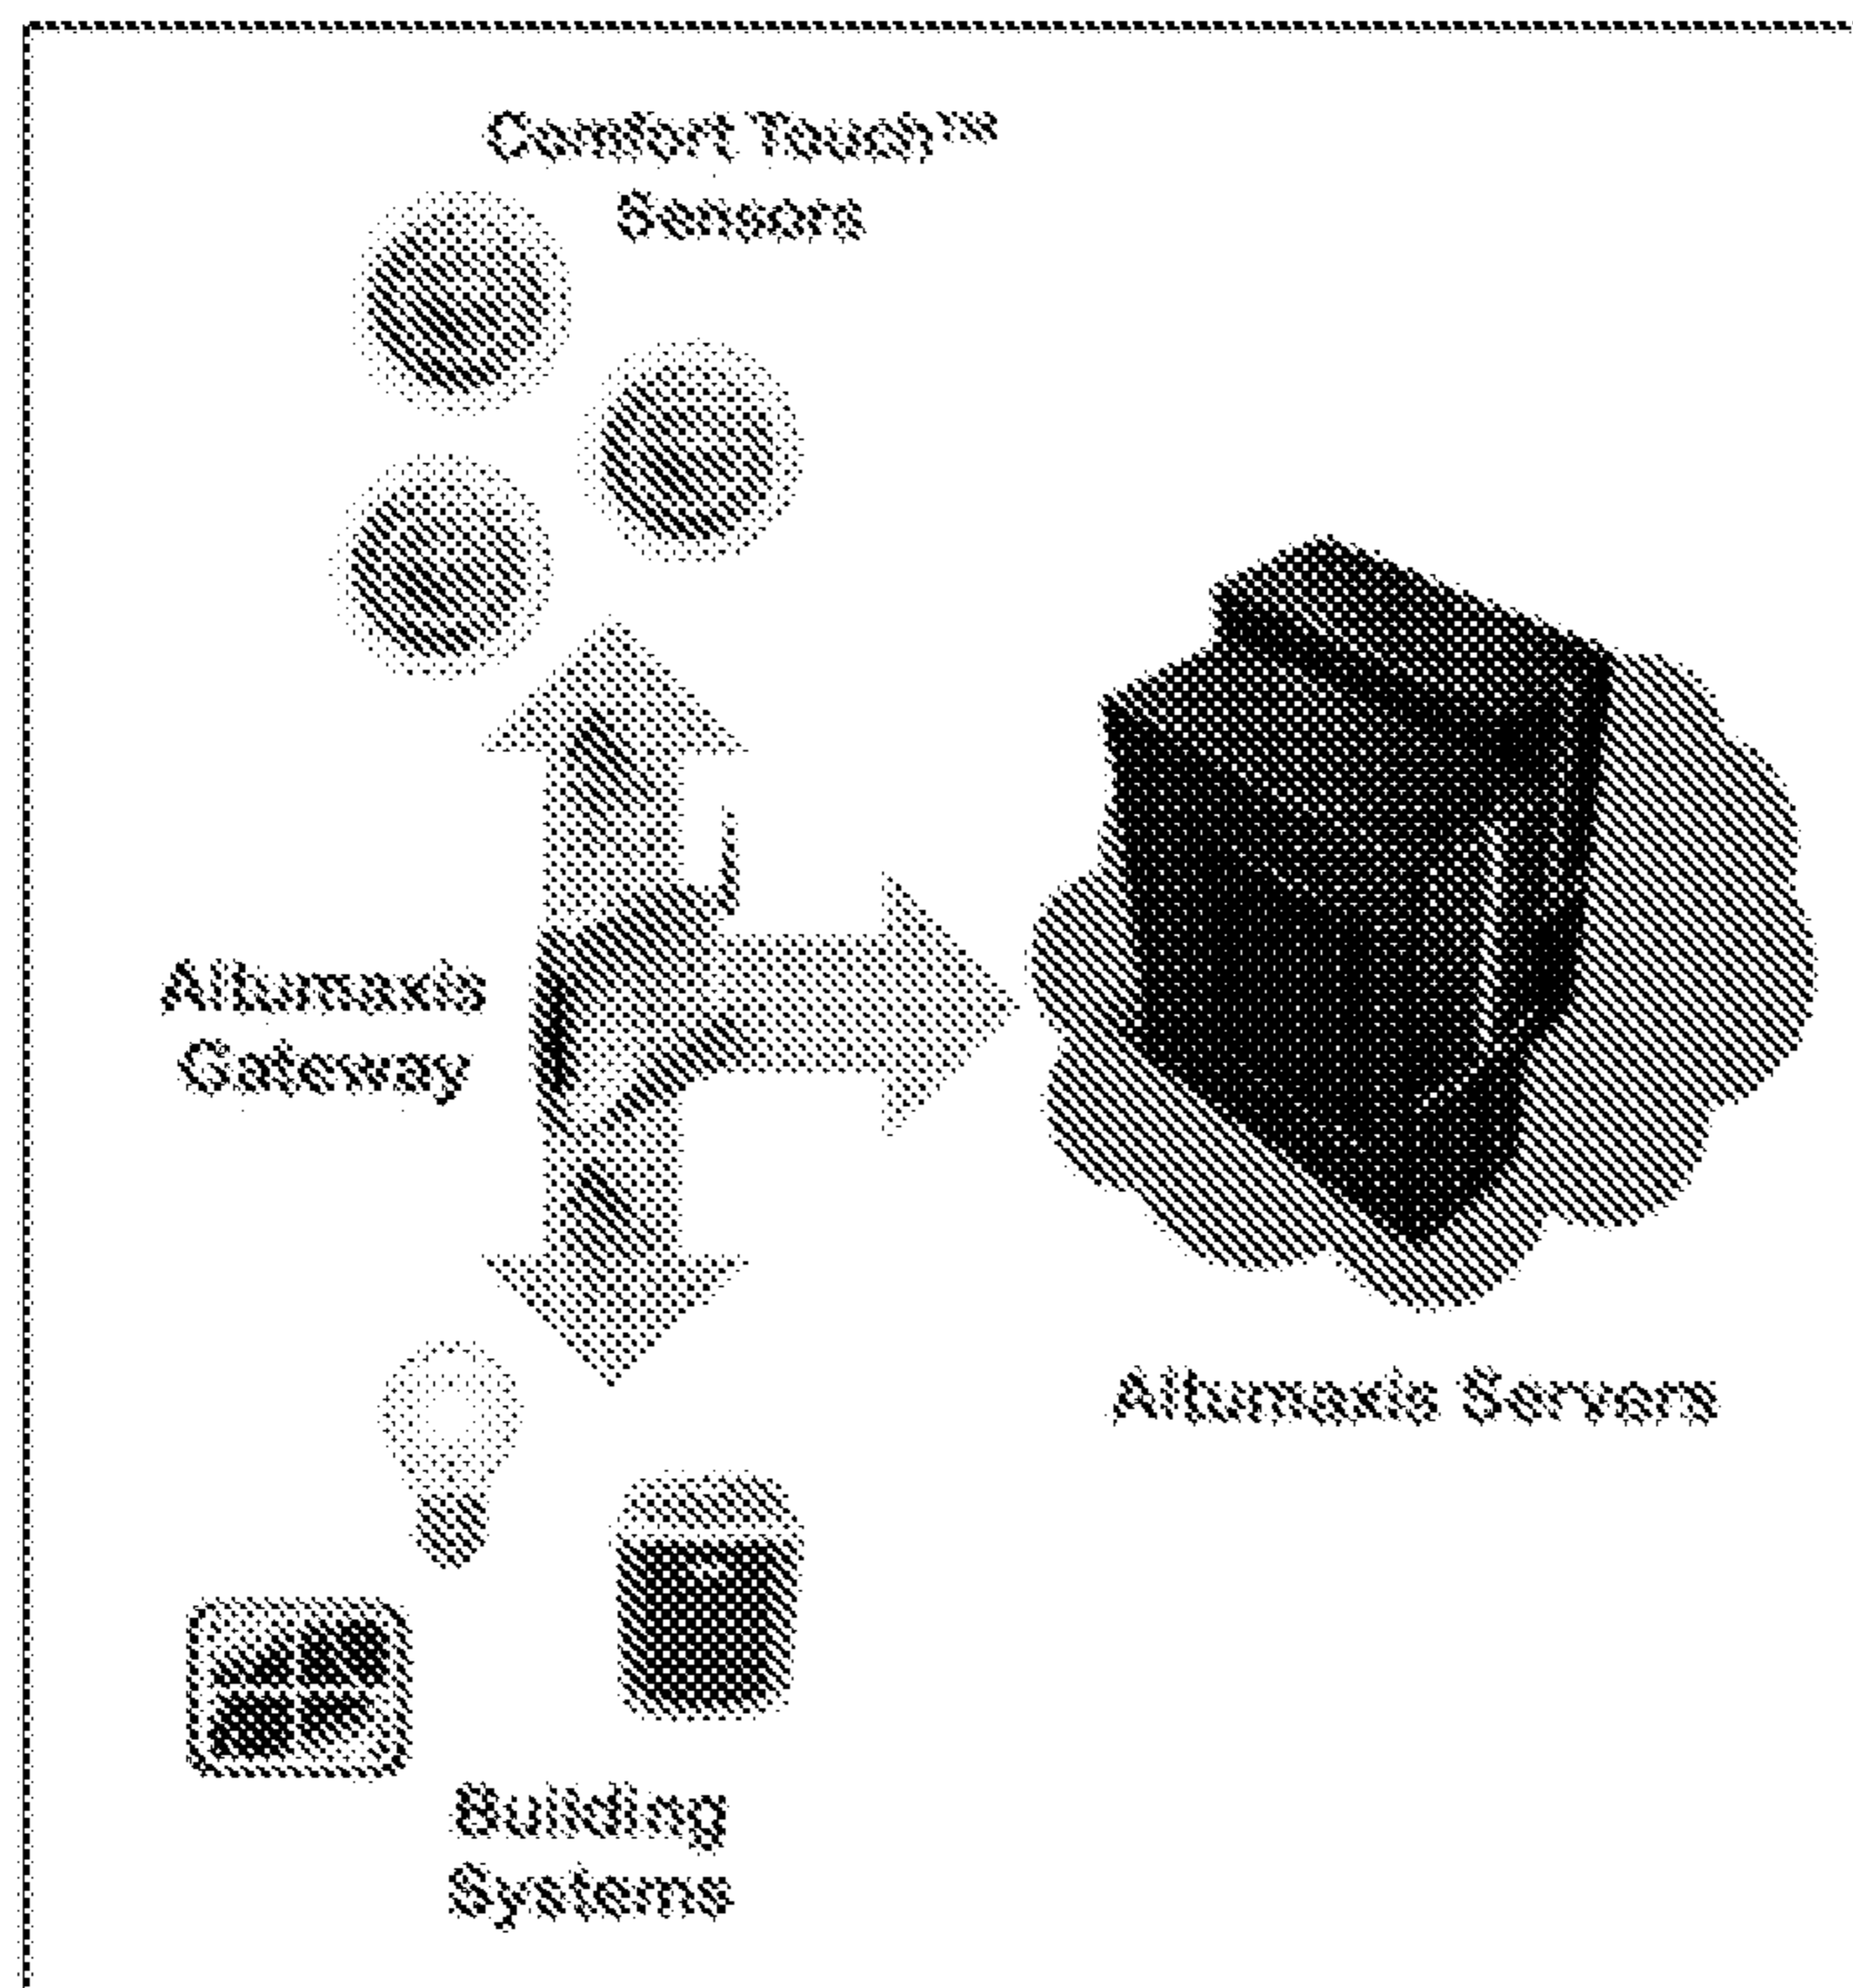 Comfort Touch™
Sensors
Altumaxis
Gateway
Altumaxis Servers
Building
Systems